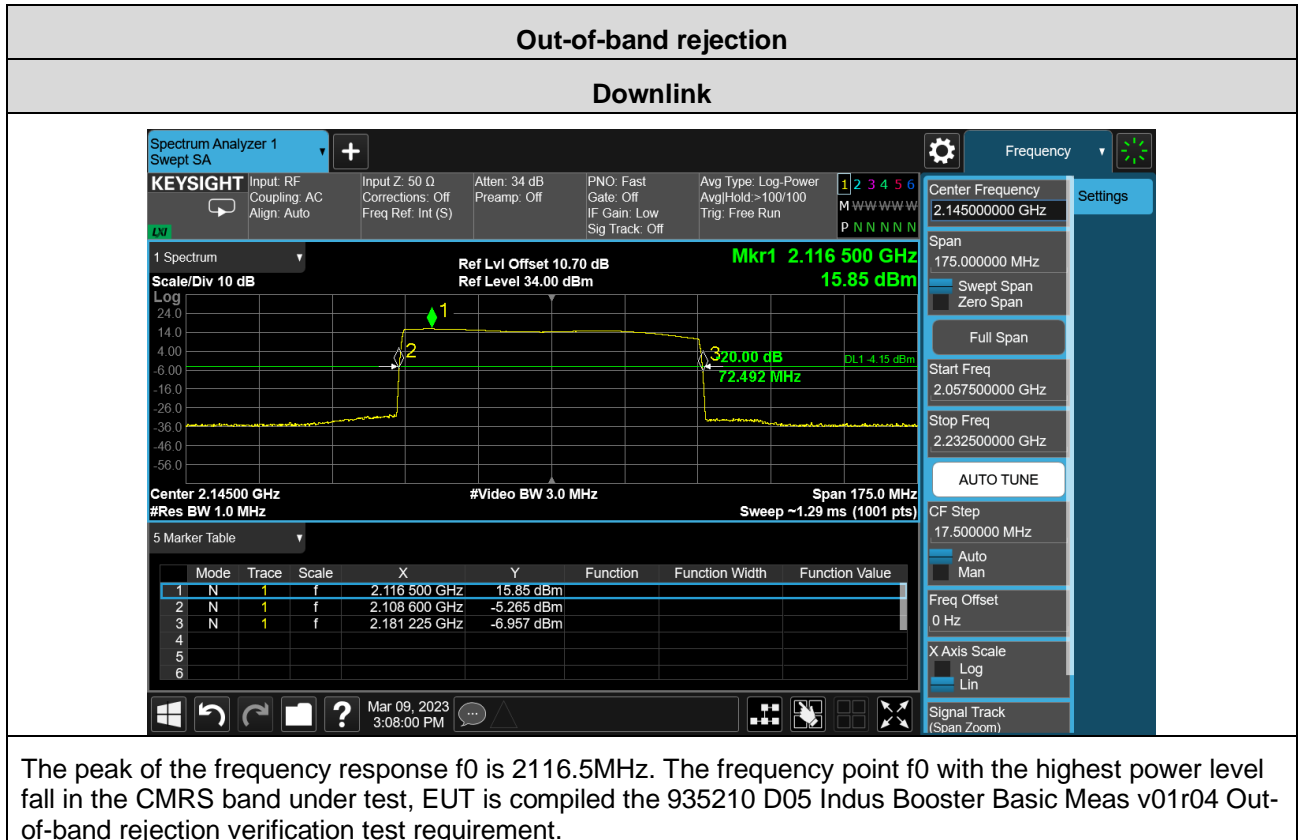 Out-of-band rejection
Downlink
Spectrum Analyzer 1
Swept SA
Frequency
KEYSIGHT
Input: RF
Coupling: AC
Align: Auto
Input Z: 50 Ω
Corrections: Off
Freq Ref: Int (S)
Atten: 34 dB
Preamp: Off
PNO: Fast
Gate: Off
IF Gain: Low
Sig Track: Off
Avg Type: Log-Power
Avg|Hold:>100/100
Trig: Free Run
1 2 3 4 5 6
M W W W W W
P N N N N N
LXI
Center Frequency
2.145000000 GHz
Settings
Span
175.000000 MHz
Swept Span
Zero Span
Full Span
Start Freq
2.057500000 GHz
Stop Freq
2.232500000 GHz
AUTO TUNE
CF Step
17.500000 MHz
Auto
Man
Freq Offset
0 Hz
X Axis Scale
Log
Lin
Signal Track
(Span Zoom)
1 Spectrum
Scale/Div 10 dB
Ref Lvl Offset 10.70 dB
Ref Level 34.00 dBm
Mkr1 2.116 500 GHz
15.85 dBm
Log
24.0
14.0
4.00
-6.00
-16.0
-26.0
-36.0
-46.0
-56.0
1
2
3
-20.00 dB
72.492 MHz
DL1 -4.15 dBm
Center 2.14500 GHz
#Video BW 3.0 MHz
Span 175.0 MHz
#Res BW 1.0 MHz
Sweep ~1.29 ms (1001 pts)
5 Marker Table
Mode Trace Scale X Y Function Function Width Function Value
1 N 1 f 2.116 500 GHz 15.85 dBm
2 N 1 f 2.108 600 GHz -5.265 dBm
3 N 1 f 2.181 225 GHz -6.957 dBm
4
5
6
?
Mar 09, 2023
3:08:00 PM
The peak of the frequency response f0 is 2116.5MHz. The frequency point f0 with the highest power level
fall in the CMRS band under test, EUT is compiled the 935210 D05 Indus Booster Basic Meas v01r04 Out-
of-band rejection verification test requirement.